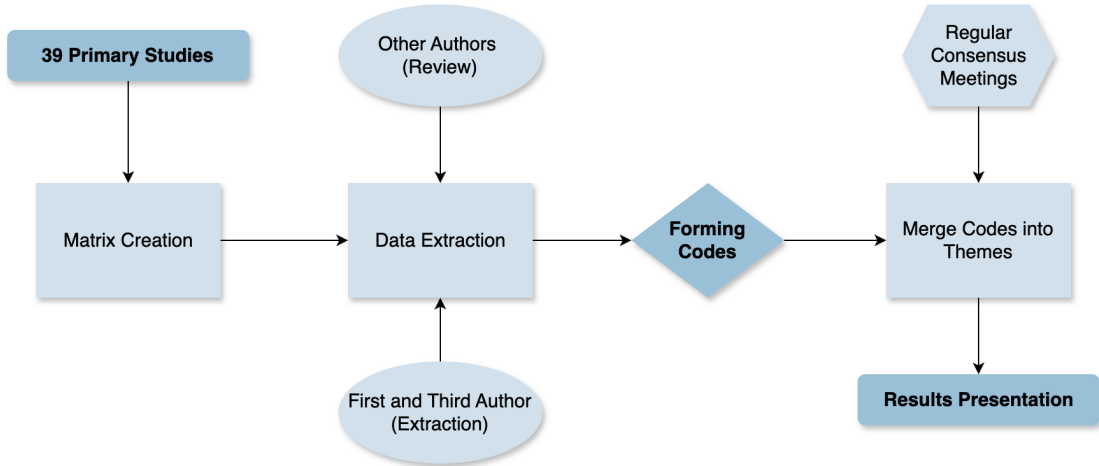 39 Primary Studies
Other Authors
(Review)
Regular
Consensus
Meetings
Matrix Creation
Data Extraction
Forming
Codes
Merge Codes into
Themes
First and Third Author
(Extraction)
Results Presentation